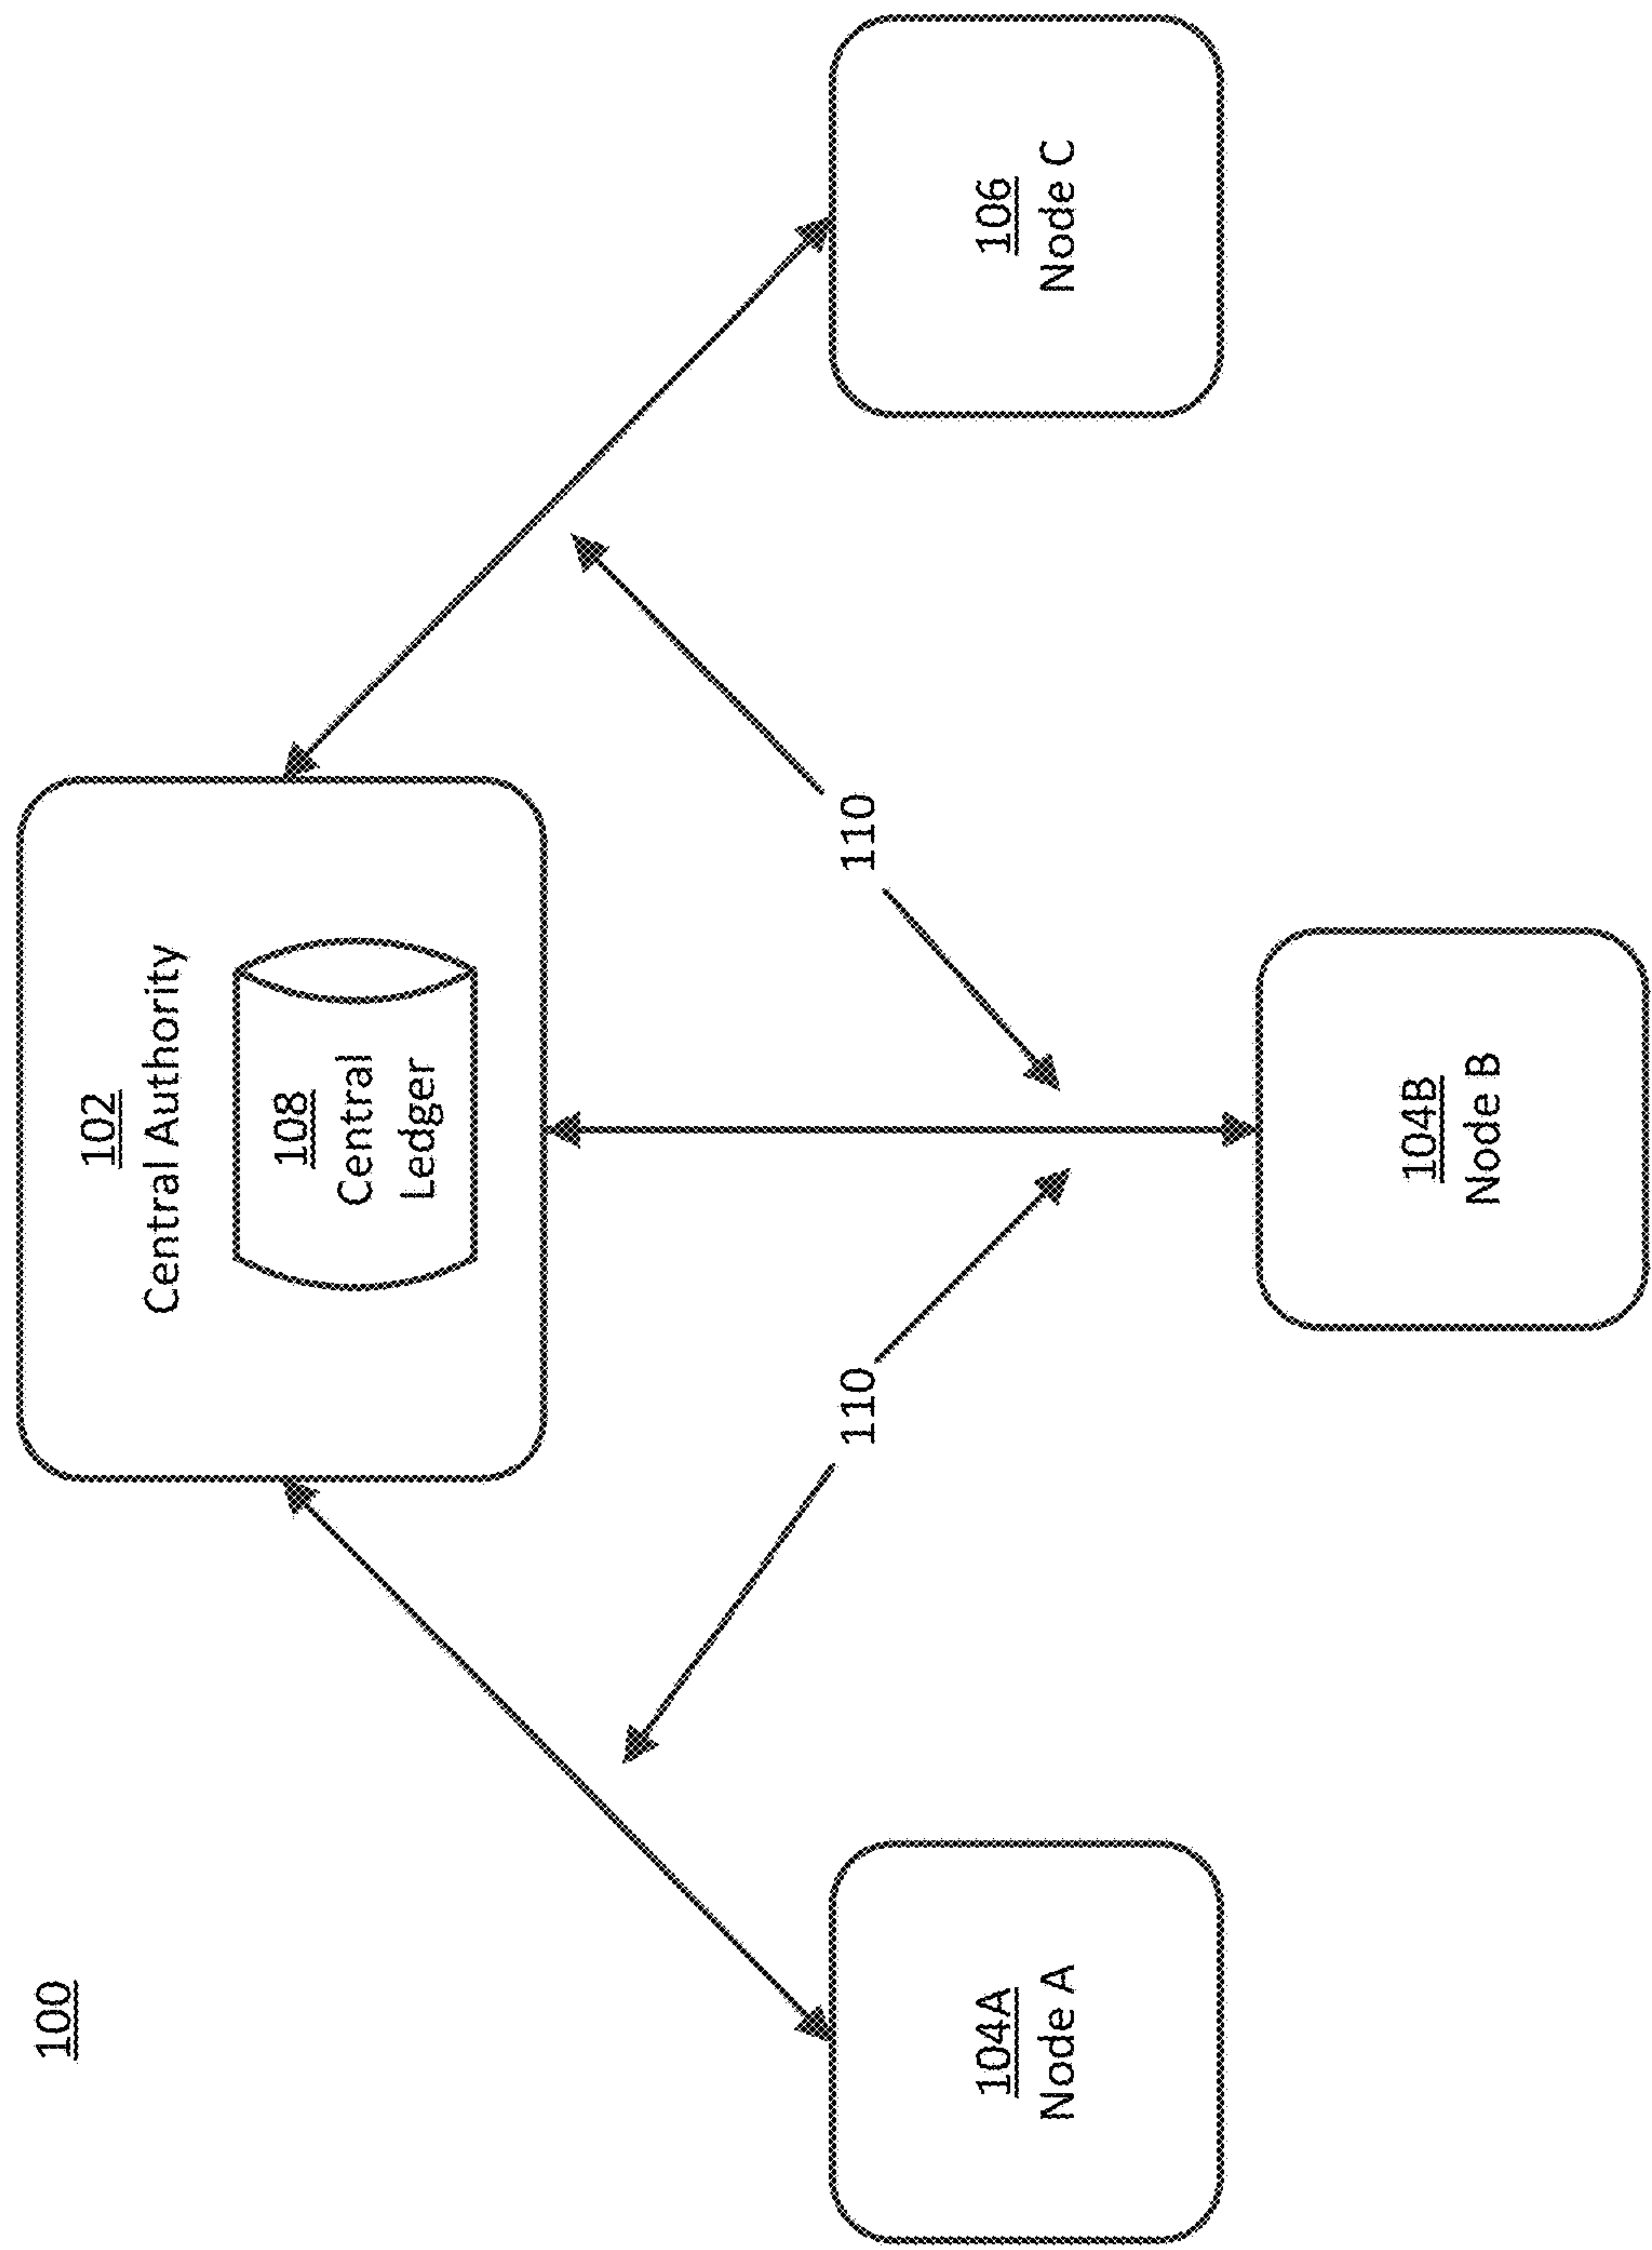 100
102
Central Authority
108
Central
Ledger
110
110
104A
Node A
104B
Node B
106
Node C